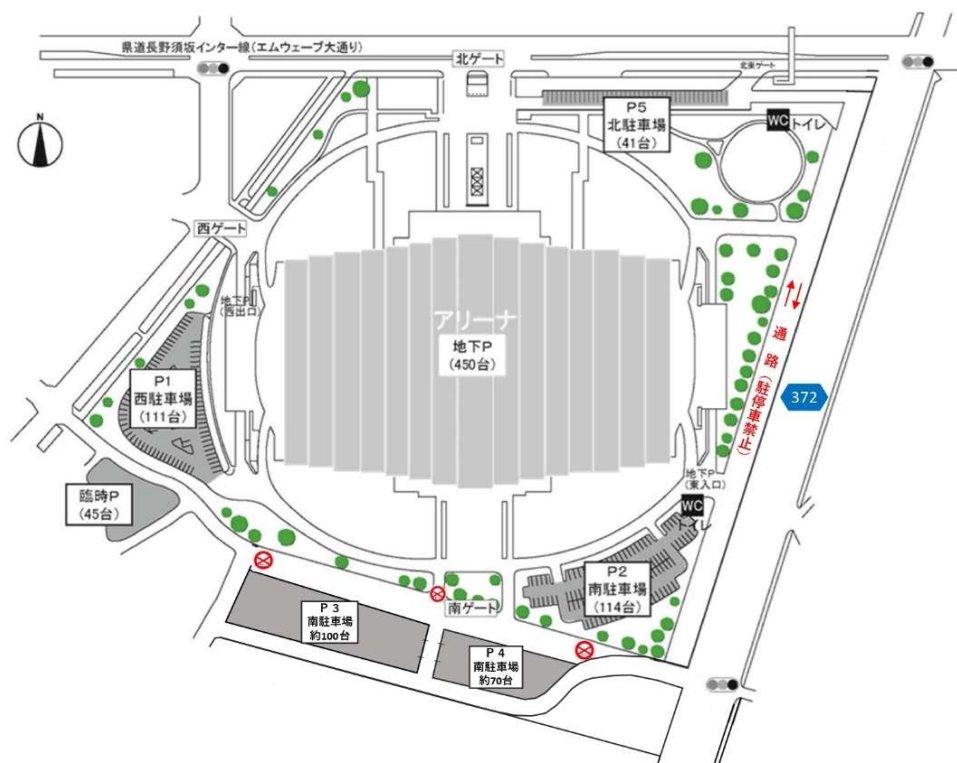 県道長野須坂インター線(エムウェーブ大通り)
北ゲート
北東ゲート
N
P5
北駐車場
(41台)
WC トイレ
西ゲート
地下P
(西出口)
アリーナ
地下P
(450台)
通路(駐停車禁止)
372
P1
西駐車場
(111台)
臨時P
(45台)
地下P
(東入口)
WC
トイレ
P2
南駐車場
(114台)
南ゲート
P 3
南駐車場
約100台
P 4
南駐車場
約70台